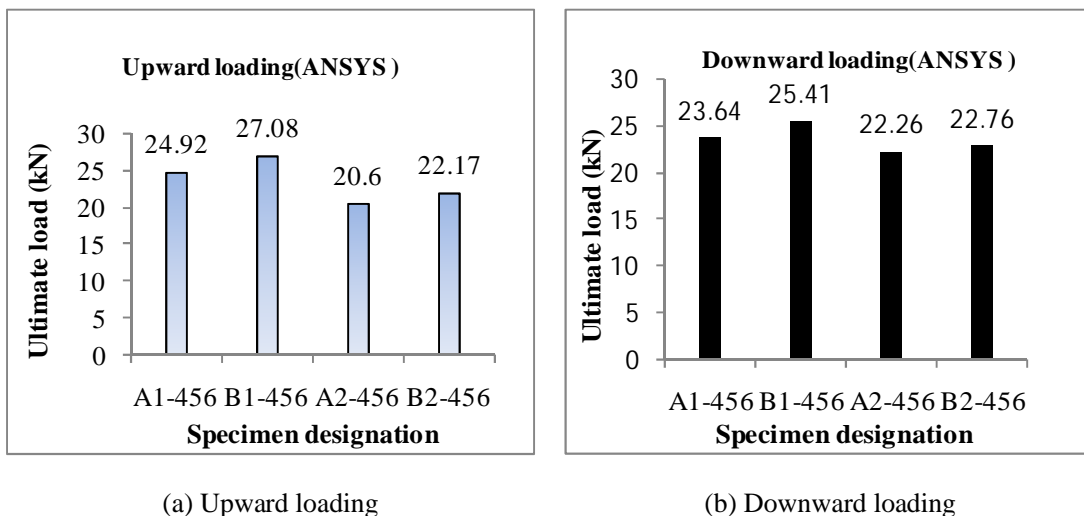 Upward loading(ANSYS )
30
25
20
15
10
5
0
24.92
27.08
20.6
22.17
Ultimate load (kN)
A1-456 B1-456 A2-456 B2-456
Specimen designation
(a) Upward loading
Downward loading(ANSYS )
30
25
20
15
10
5
0
23.64
25.41
22.26
22.76
Ultimate load (kN)
A1-456 B1-456 A2-456 B2-456
Specimen designation
(b) Downward loading